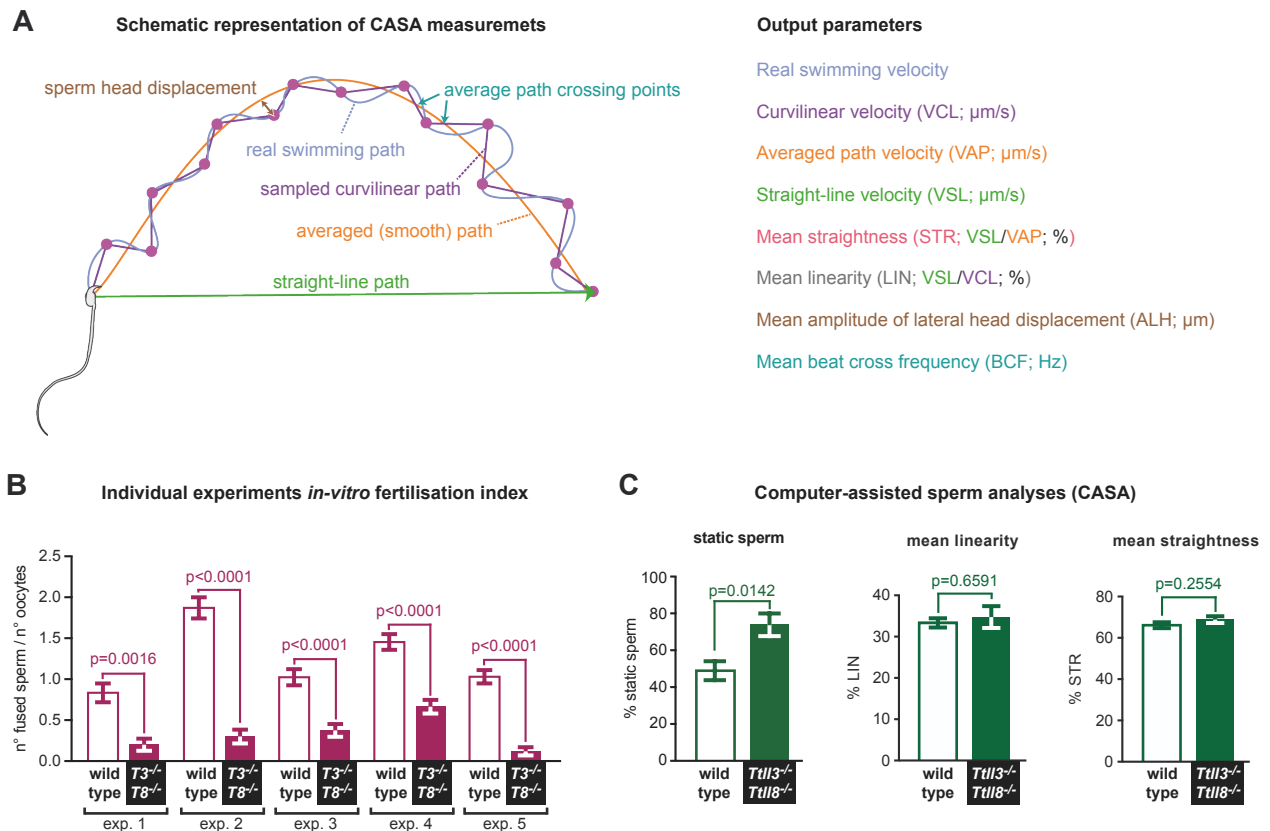 A
Schematic representation of CASA measuremets
sperm head displacement
average path crossing points
real swimming path
sampled curvilinear path
averaged (smooth) path
straight-line path
Output parameters
Real swimming velocity
Curvilinear velocity (VCL; µm/s)
Averaged path velocity (VAP; µm/s)
Straight-line velocity (VSL; µm/s)
Mean straightness (STR; VSL/VAP; %)
Mean linearity (LIN; VSL/VCL; %)
Mean amplitude of lateral head displacement (ALH; µm)
Mean beat cross frequency (BCF; Hz)
B
Individual experiments in-vitro fertilisation index
n° fused sperm / n° oocytes
2.5
2.0
1.5
1.0
0.5
0.0
p=0.0016
p<0.0001
p<0.0001
p<0.0001
p<0.0001
wild type
T3-/- T8-/-
wild type
T3-/- T8-/-
wild type
T3-/- T8-/-
wild type
T3-/- T8-/-
wild type
T3-/- T8-/-
exp. 1
exp. 2
exp. 3
exp. 4
exp. 5
C
Computer-assisted sperm analyses (CASA)
static sperm
% static sperm
100
80
60
40
20
0
p=0.0142
wild type
Ttll3-/- Ttll8-/-
mean linearity
% LIN
40
30
20
10
0
p=0.6591
wild type
Ttll3-/- Ttll8-/-
mean straightness
% STR
80
60
40
20
0
p=0.2554
wild type
Ttll3-/- Ttll8-/-